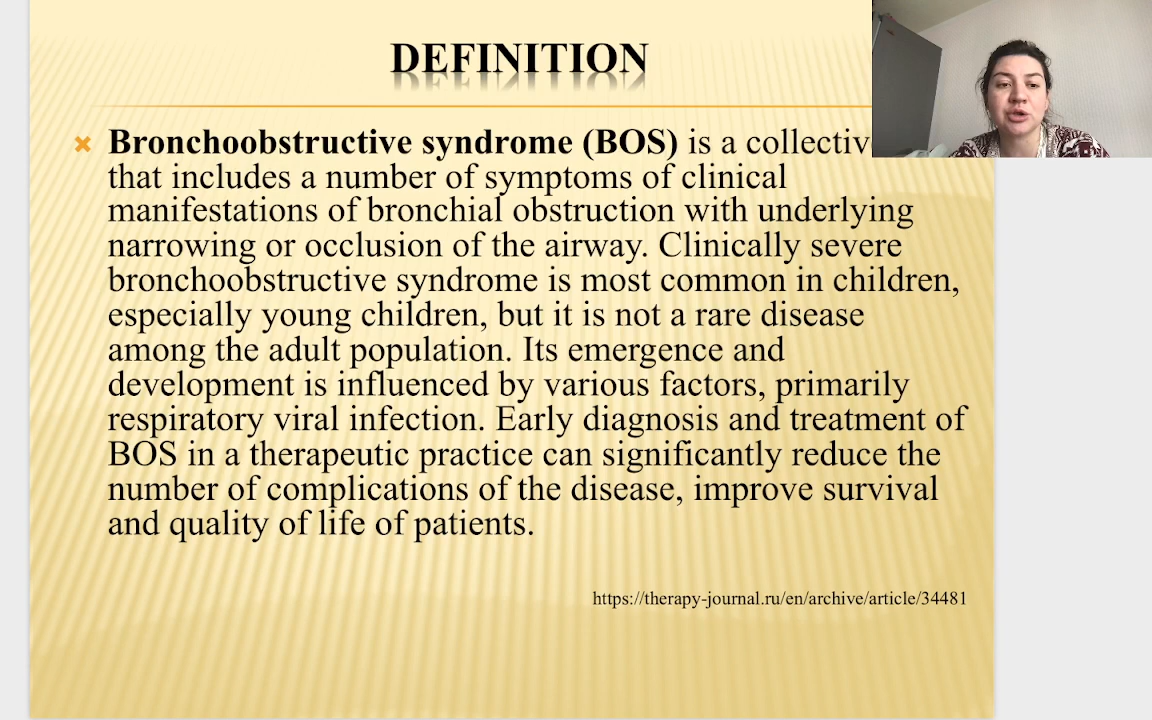 DEFINITION
Bronchoobstructive syndrome (BOS) is a collectiv
that includes a number of symptoms of clinical
manifestations of bronchial obstruction with underlying
narrowing or occlusion of the airway. Clinically severe
bronchoobstructive syndrome is most common in children,
especially young children, but it is not a rare disease
among the adult population. Its emergence and
development is influenced by various factors, primarily
respiratory viral infection. Early diagnosis and treatment of
BOS in a therapeutic practice can significantly reduce the
number of complications of the disease, improve survival
and quality of life of patients.
https://therapy-journal.ru/en/archive/article/34481